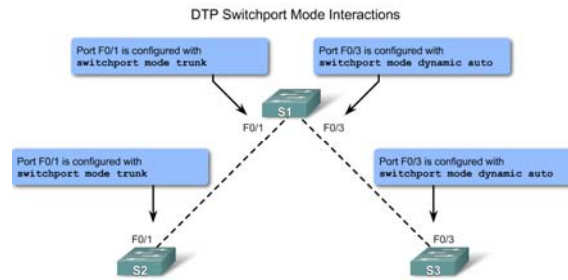 DTP Switchport Mode Interactions
Port F0/1 is configured with
switchport mode trunk
Port F0/3 is configured with
switchport mode dynamic auto
S1
F0/1
F0/3
Port F0/1 is configured with
switchport mode trunk
Port F0/3 is configured with
switchport mode dynamic auto
F0/1
F0/3
S2
S3